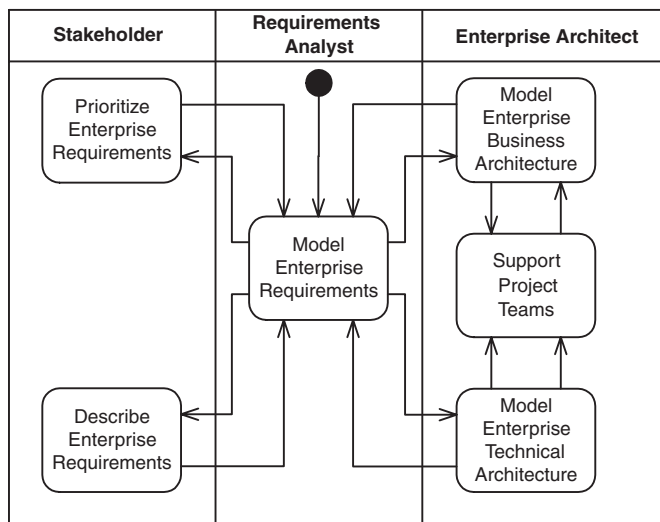 Stakeholder
Requirements
Analyst
Enterprise Architect
Prioritize
Enterprise
Requirements
Model
Enterprise
Business
Architecture
Model
Enterprise
Requirements
Support
Project
Teams
Describe
Enterprise
Requirements
Model
Enterprise
Technical
Architecture